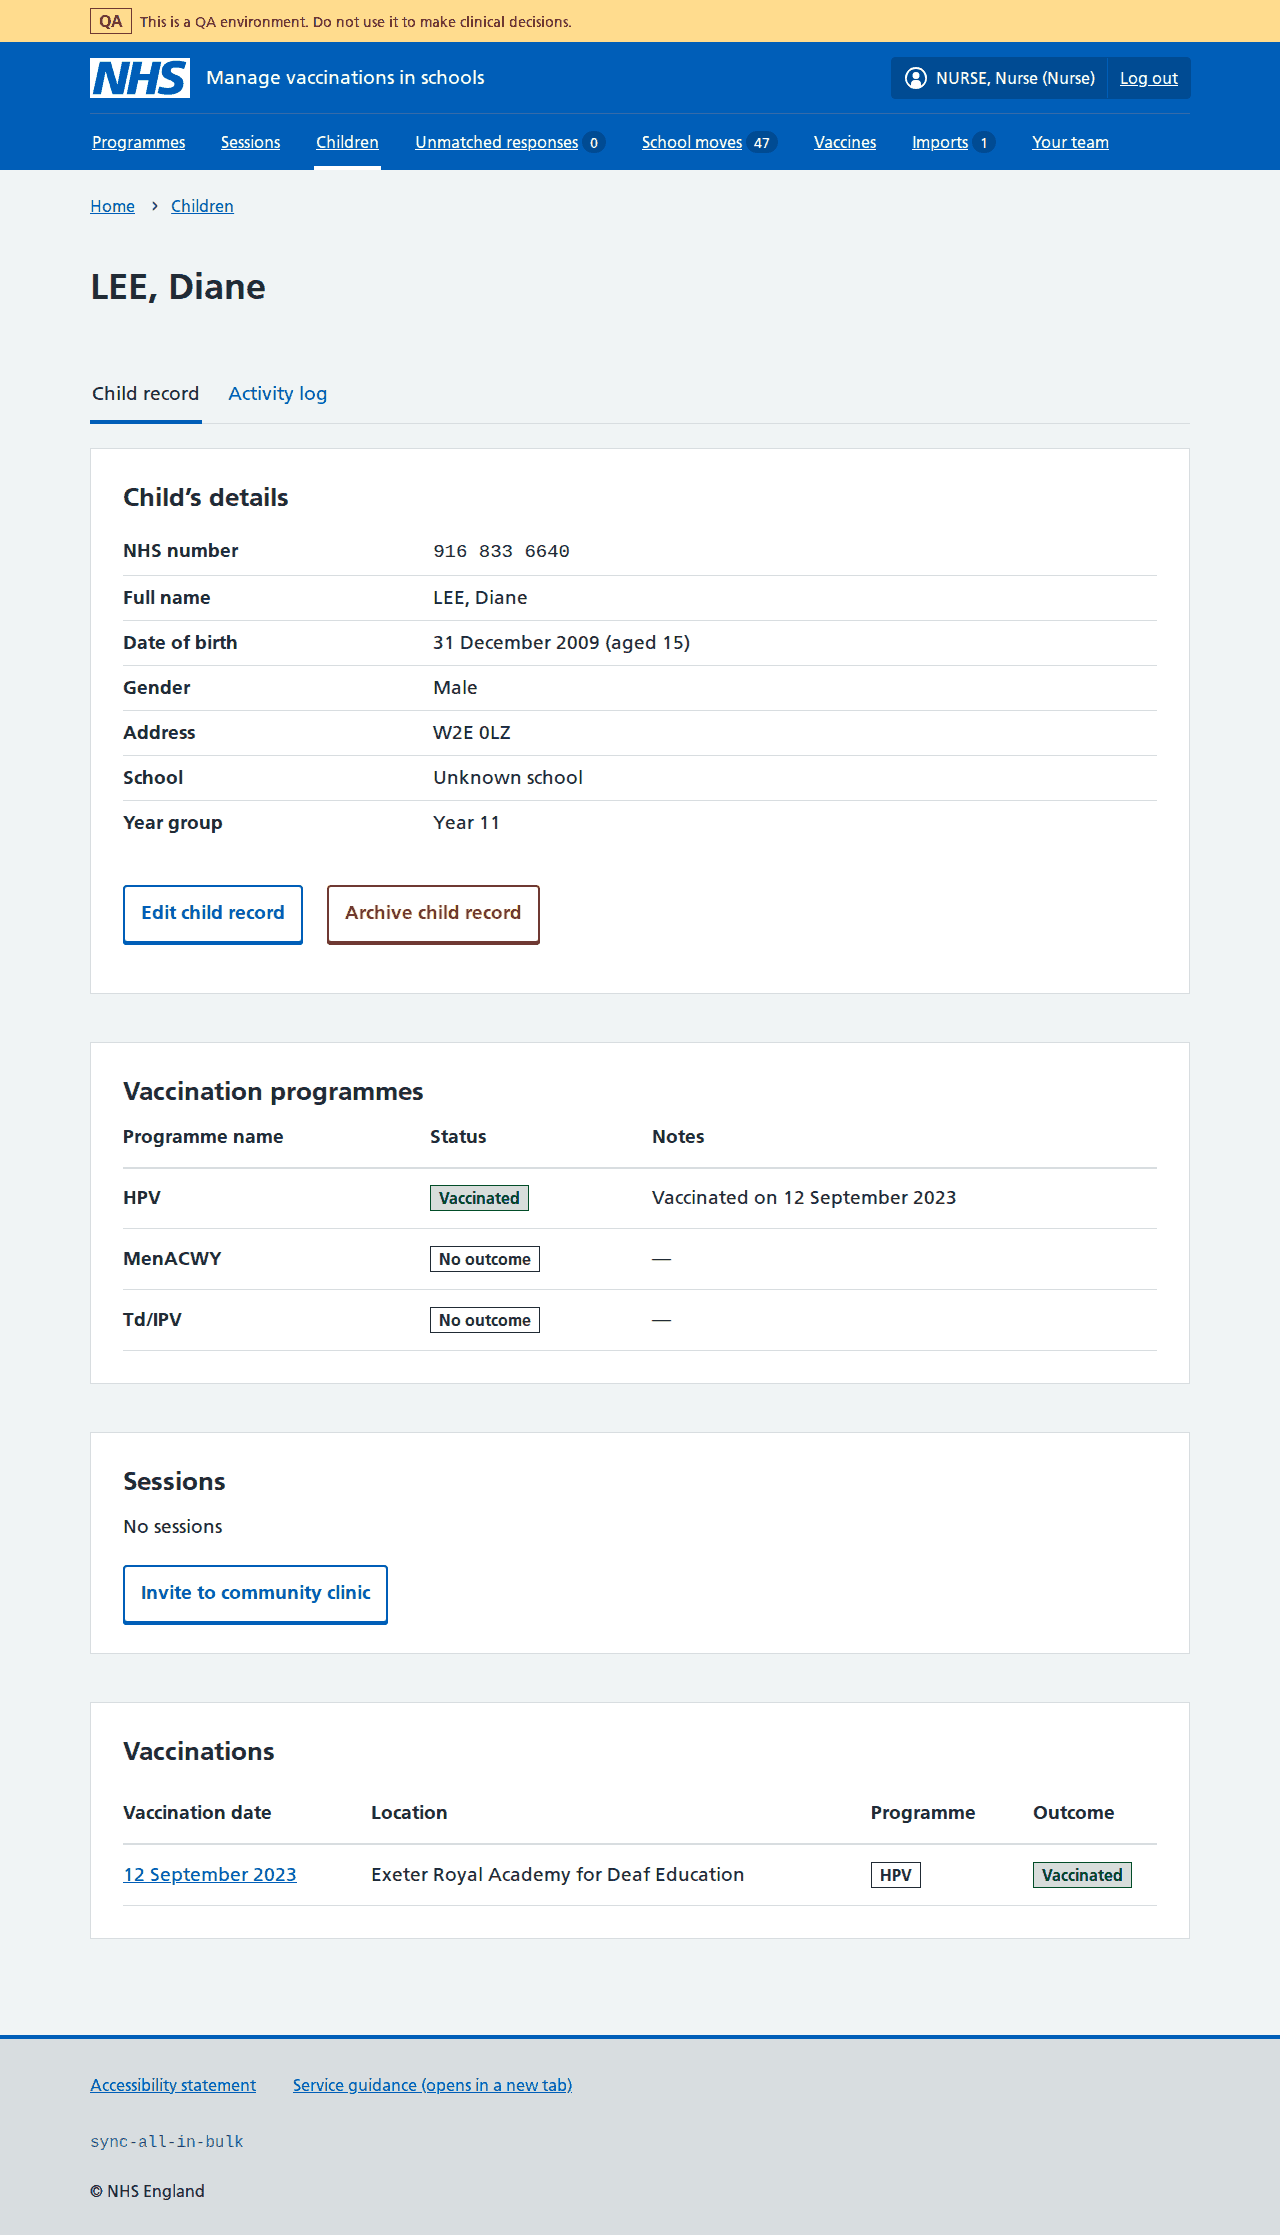 QA This is a QA environment. Do not use it to make clinical decisions.
NHS Manage vaccinations in schools NURSE, Nurse (Nurse) Log out
Programmes Sessions Children Unmatched responses 0 School moves 47 Vaccines Imports 1 Your team
Home Children
LEE, Diane
Child record Activity log
Child’s details
NHS number 916 833 6640
Full name LEE, Diane
Date of birth 31 December 2009 (aged 15)
Gender Male
Address W2E 0LZ
School Unknown school
Year group Year 11
Edit child record Archive child record
Vaccination programmes
Programme name Status Notes
HPV Vaccinated Vaccinated on 12 September 2023
MenACWY No outcome —
Td/IPV No outcome —
Sessions
No sessions
Invite to community clinic
Vaccinations
Vaccination date Location Programme Outcome
12 September 2023 Exeter Royal Academy for Deaf Education HPV Vaccinated
Accessibility statement Service guidance (opens in a new tab)
sync-all-in-bulk
© NHS England